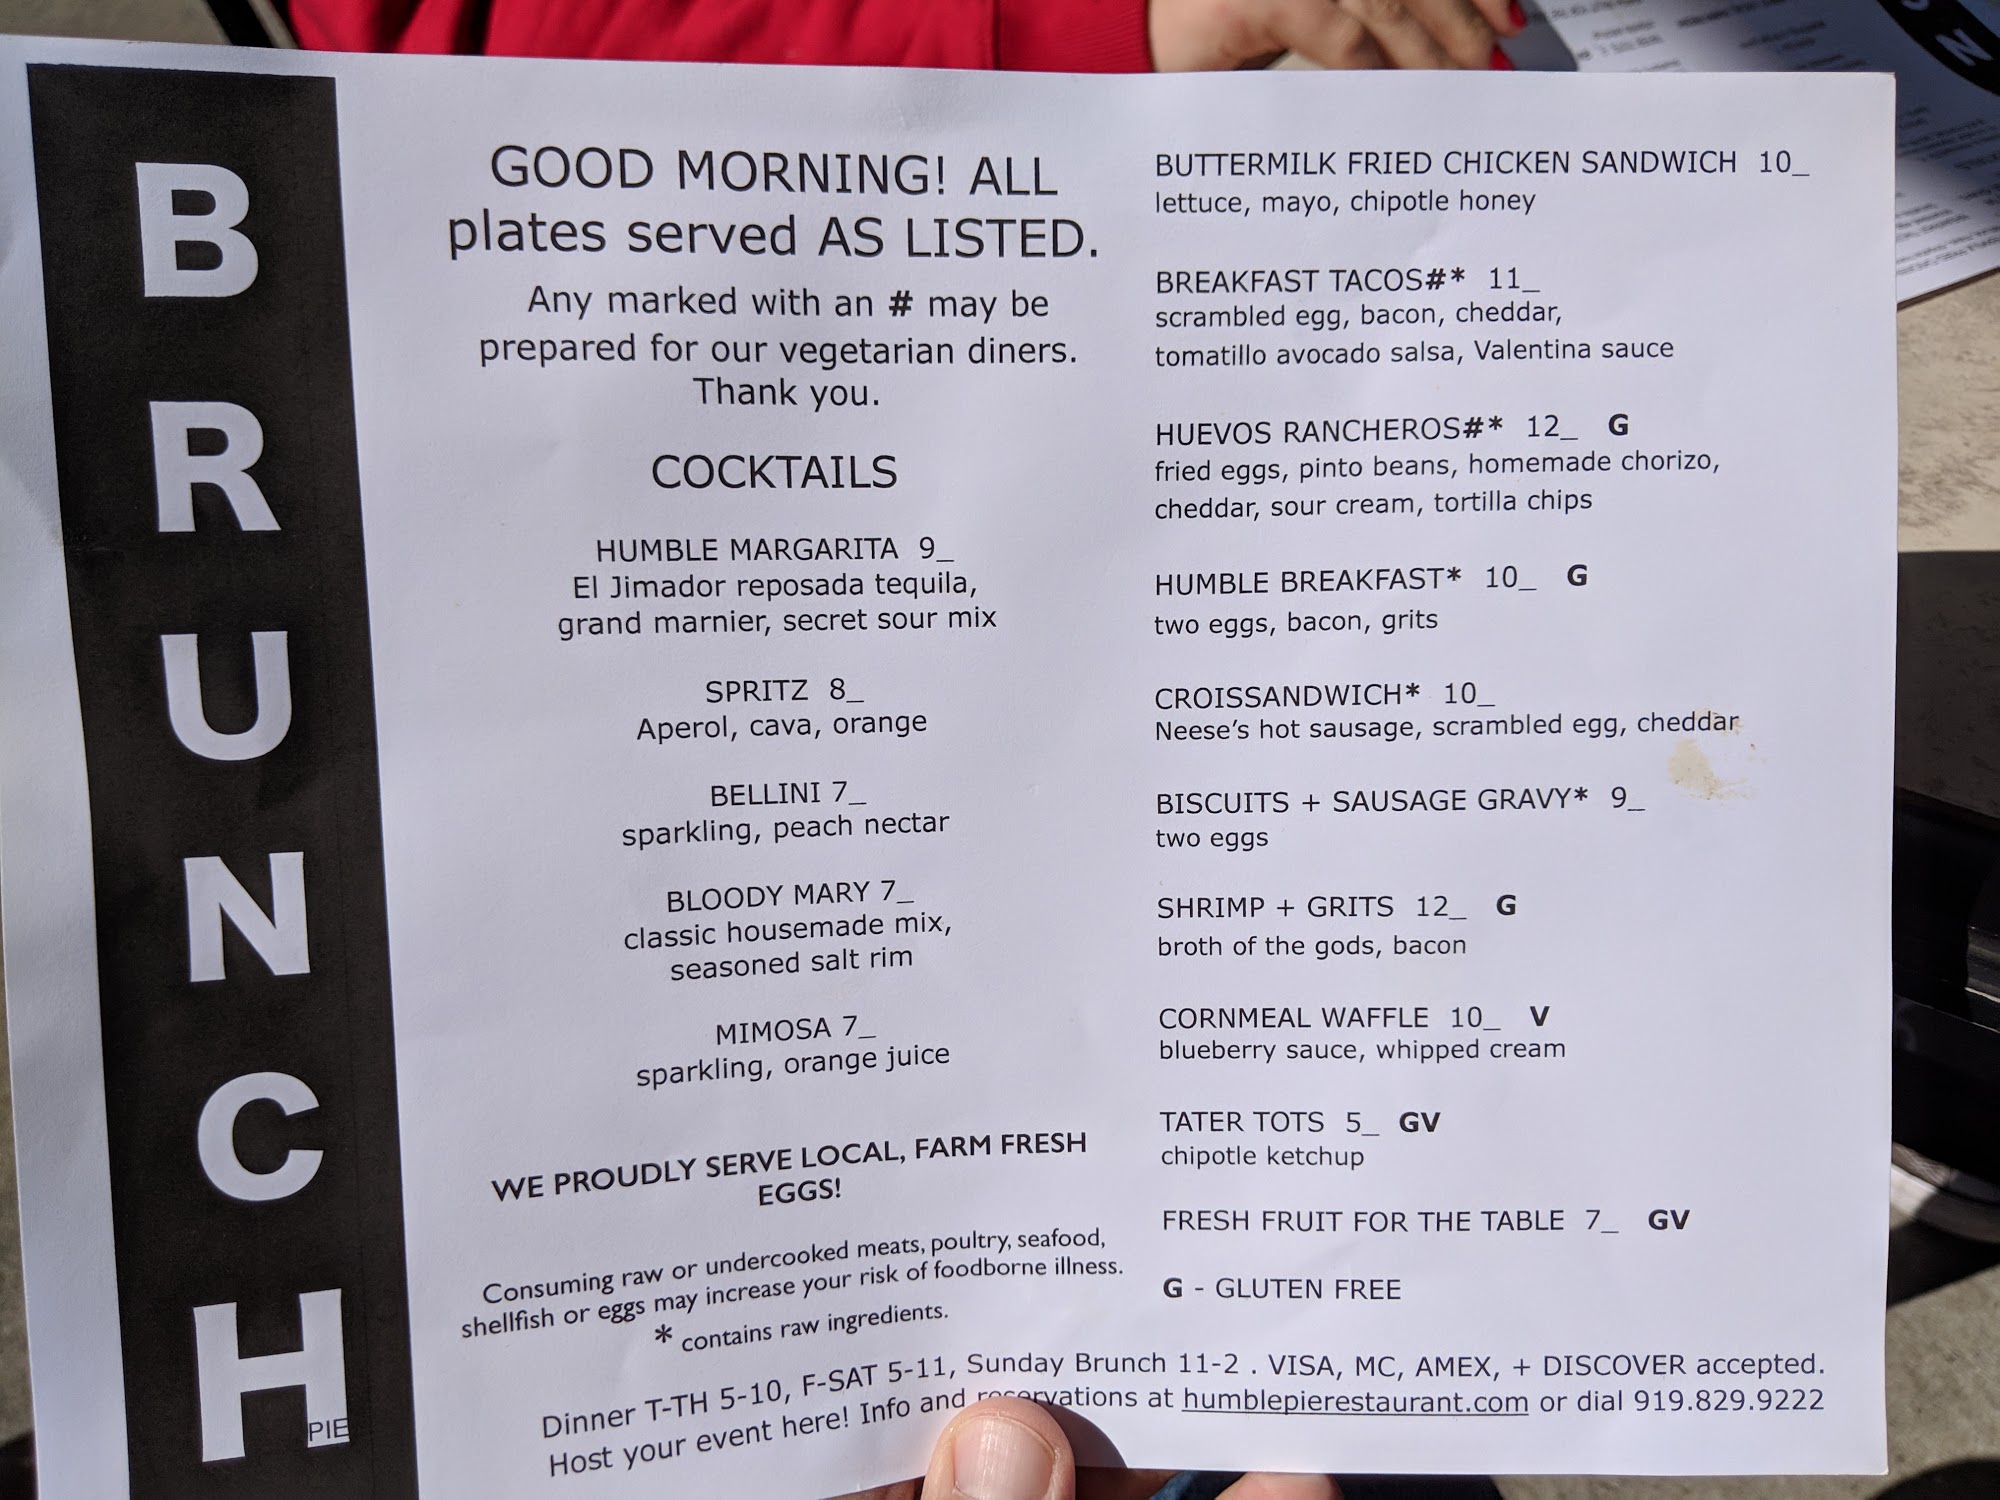 BRUNCH
PIE
GOOD MORNING! ALL
plates served AS LISTED.
Any marked with an # may be
prepared for our vegetarian diners.
Thank you.
COCKTAILS
HUMBLE MARGARITA 9_
El Jimador reposada tequila,
grand marnier, secret sour mix
SPRITZ 8_
Aperol, cava, orange
BELLINI 7_
sparkling, peach nectar
BLOODY MARY 7_
classic housemade mix,
seasoned salt rim
MIMOSA 7_
sparkling, orange juice
WE PROUDLY SERVE LOCAL, FARM FRESH
EGGS!
Consuming raw or undercooked meats, poultry, seafood,
shellfish or eggs may increase your risk of foodborne illness.
* contains raw ingredients.
BUTTERMILK FRIED CHICKEN SANDWICH 10_
lettuce, mayo, chipotle honey
BREAKFAST TACOS#* 11_
scrambled egg, bacon, cheddar,
tomatillo avocado salsa, Valentina sauce
HUEVOS RANCHEROS#* 12_ G
fried eggs, pinto beans, homemade chorizo,
cheddar, sour cream, tortilla chips
HUMBLE BREAKFAST* 10_ G
two eggs, bacon, grits
CROISSANDWICH* 10_
Neese's hot sausage, scrambled egg, cheddar
BISCUITS + SAUSAGE GRAVY* 9_
two eggs
SHRIMP + GRITS 12_ G
broth of the gods, bacon
CORNMEAL WAFFLE 10_ V
blueberry sauce, whipped cream
TATER TOTS 5_ GV
chipotle ketchup
FRESH FRUIT FOR THE TABLE 7_ GV
G - GLUTEN FREE
Dinner T-TH 5-10, F-SAT 5-11, Sunday Brunch 11-2 . VISA, MC, AMEX, + DISCOVER accepted.
Host your event here! Info and reservations at humblepierestaurant.com or dial 919.829.9222